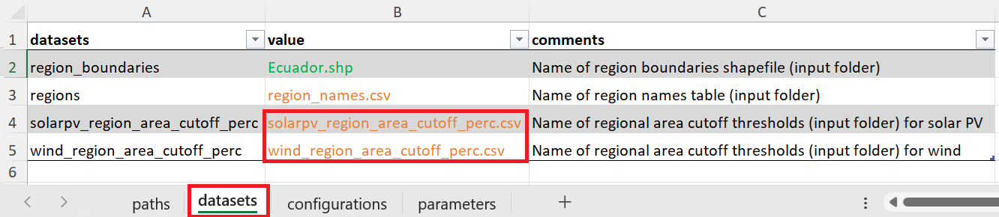 A B C
1 datasets value comments
2 region_boundaries Ecuador.shp Name of region boundaries shapefile (input folder)
3 regions region_names.csv Name of region names table (input folder)
4 solarpv_region_area_cutoff_perc solarpv_region_area_cutoff_perc.csv Name of regional area cutoff thresholds (input folder) for solar PV
5 wind_region_area_cutoff_perc wind_region_area_cutoff_perc.csv Name of regional area cutoff thresholds (input folder) for wind
6
paths datasets configurations parameters